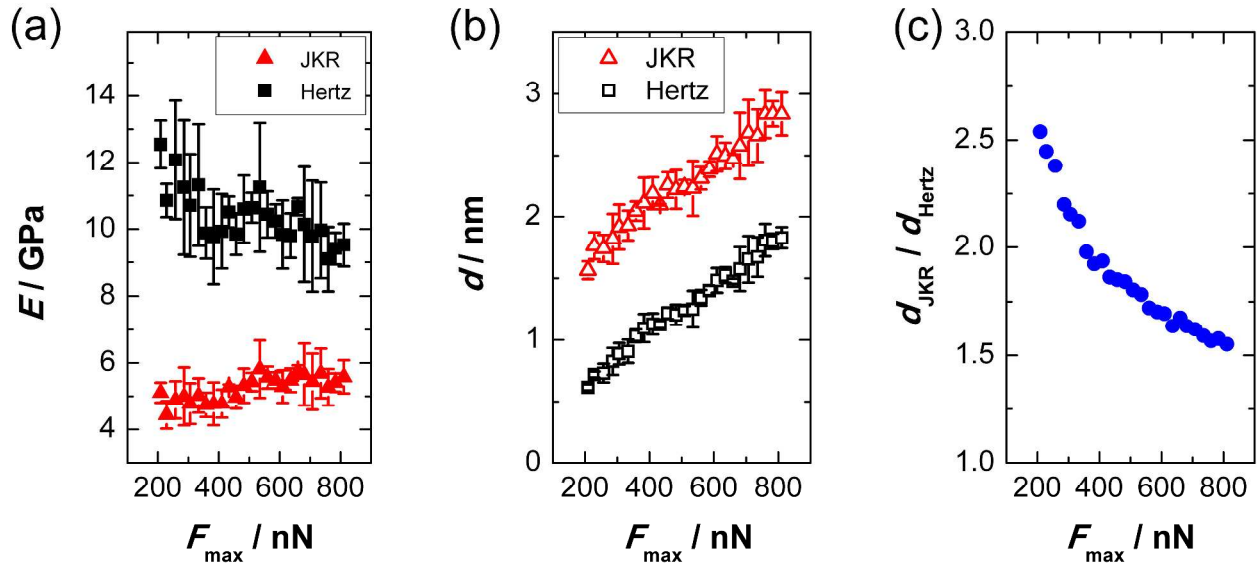 (a)
JKR
Hertz
14
12
10
8
6
4
200 400 600 800
E / GPa
F_max / nN
(b)
JKR
Hertz
3
2
1
0
200 400 600 800
d / nm
F_max / nN
(c)
3.0
2.5
2.0
1.5
1.0
200 400 600 800
d_JKR / d_Hertz
F_max / nN